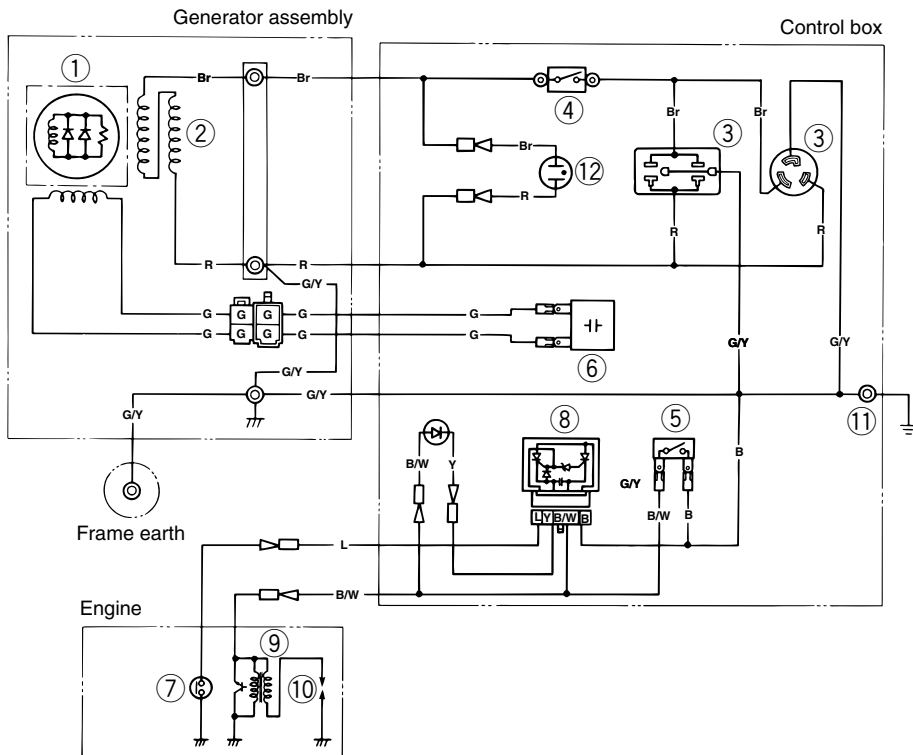 Generator assembly
Control box
① Br Br Br Br
④
② Br ③ ③
Br
⑫
R R
R R G/Y
G G G
G G G
G/Y G/Y
⑥
G/Y G/Y
⑪
G/Y
⑧ ⑤
B/W Y G/Y B
L Y B/W B B/W B
Frame earth
L
B/W
Engine
⑨
⑦ ⑩